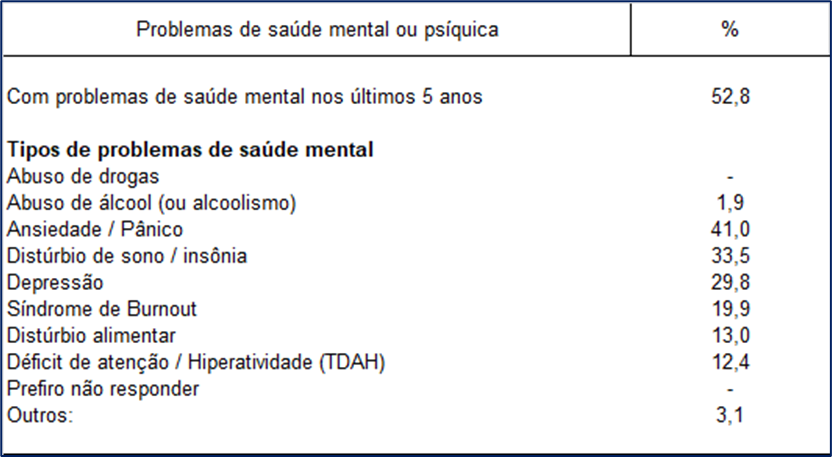 Problemas de saúde mental ou psíquica %
Com problemas de saúde mental nos últimos 5 anos 52,8
Tipos de problemas de saúde mental
Abuso de drogas -
Abuso de álcool (ou alcoolismo) 1,9
Ansiedade / Pânico 41,0
Distúrbio de sono / insônia 33,5
Depressão 29,8
Síndrome de Burnout 19,9
Distúrbio alimentar 13,0
Déficit de atenção / Hiperatividade (TDAH) 12,4
Prefiro não responder -
Outros: 3,1